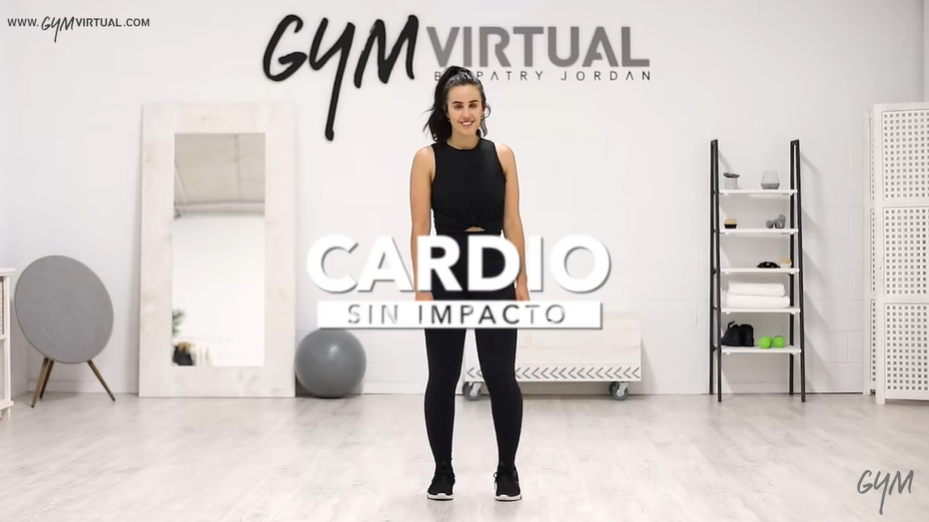 WWW.GYMVIRTUAL.COM
GYM VIRTUAL
BY PATRY JORDAN
CARDIO
SIN IMPACTO
GYM